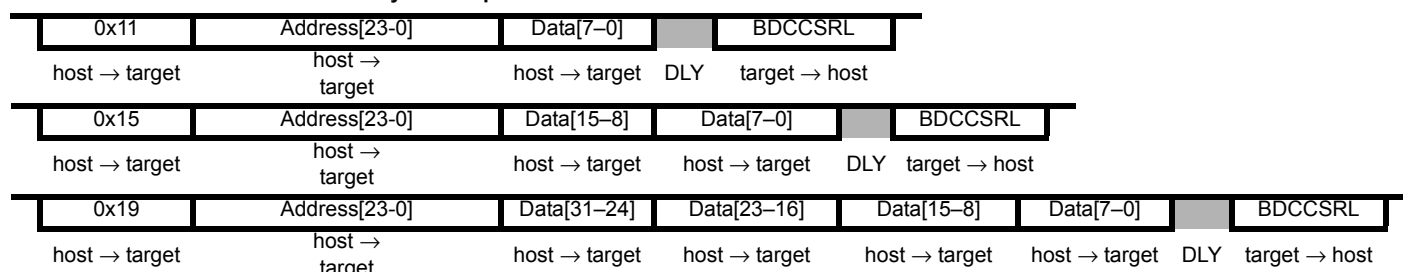 0x11 Address[23-0] Data[7–0] BDCCSRL
host → target host → target host → target DLY target → host
0x15 Address[23-0] Data[15–8] Data[7–0] BDCCSRL
host → target host → target host → target host → target DLY target → host
0x19 Address[23-0] Data[31–24] Data[23–16] Data[15–8] Data[7–0] BDCCSRL
host → target host → target host → target host → target host → target host → target DLY target → host